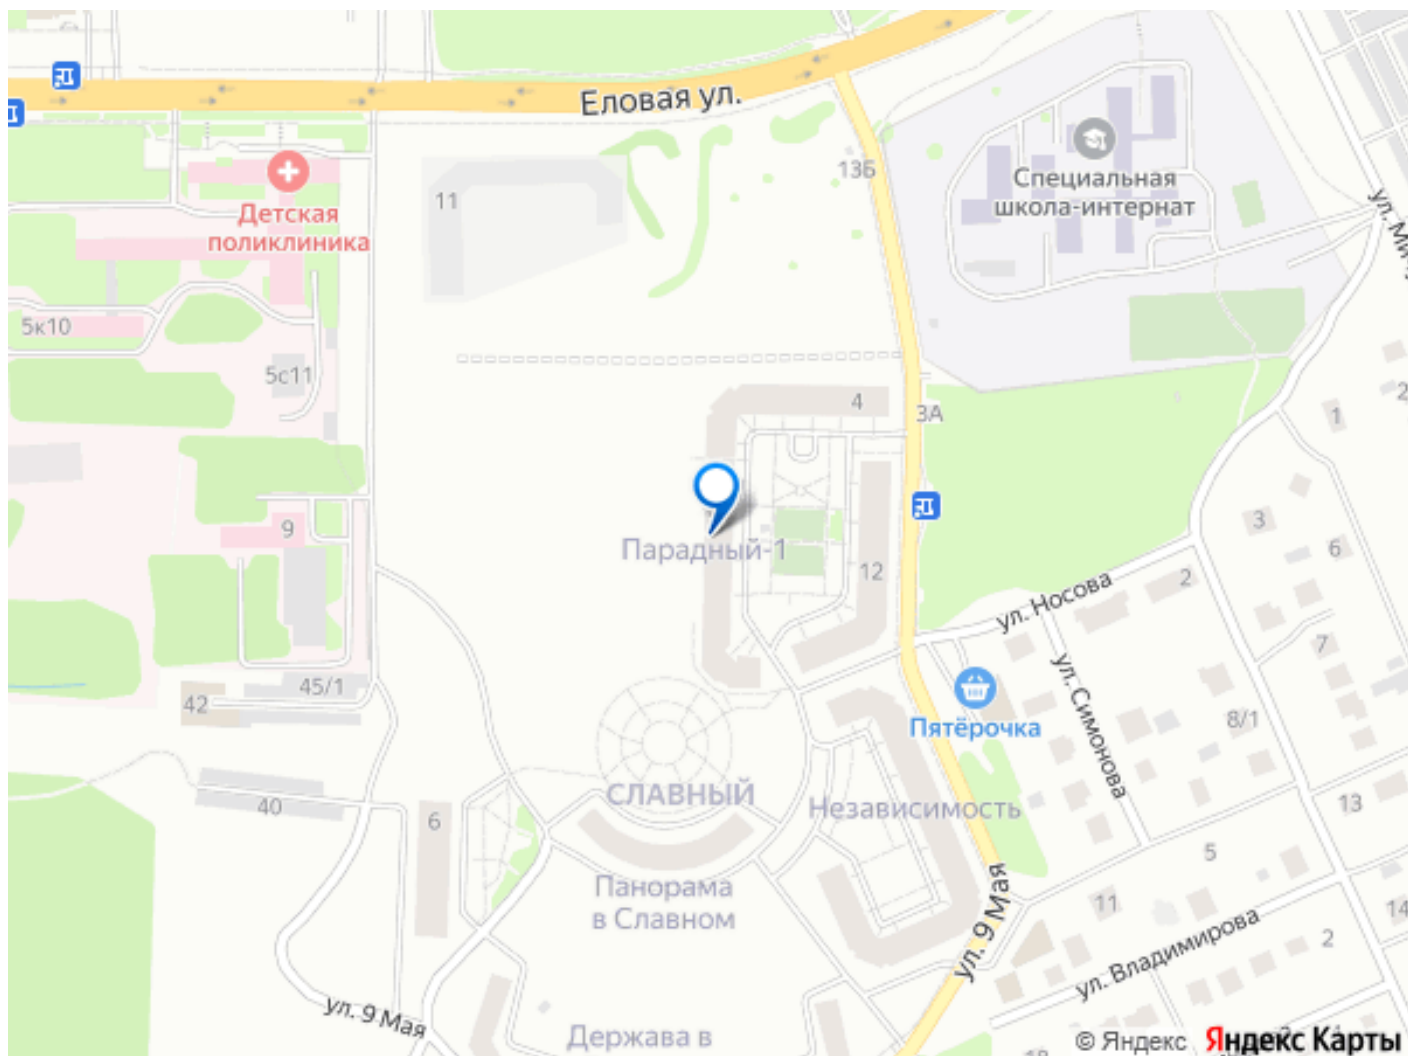 Еловая ул.
13Б
Специальная
школа-интернат
11
Детская
поликлиника
5к10
5с11
4
3А
1
2
3
6
9
Парадный-1
12
ул. Носова
2
7
ул. Симонова
45/1
42
Пятёрочка
8/1
40
6
СЛАВНЫЙ
Независимость
13
5
Панорама
в Славном
11
14
ул. 9 Мая
ул. Владимирова
2
ул. 9 Мая
Держава в
© Яндекс Яндекс Карты